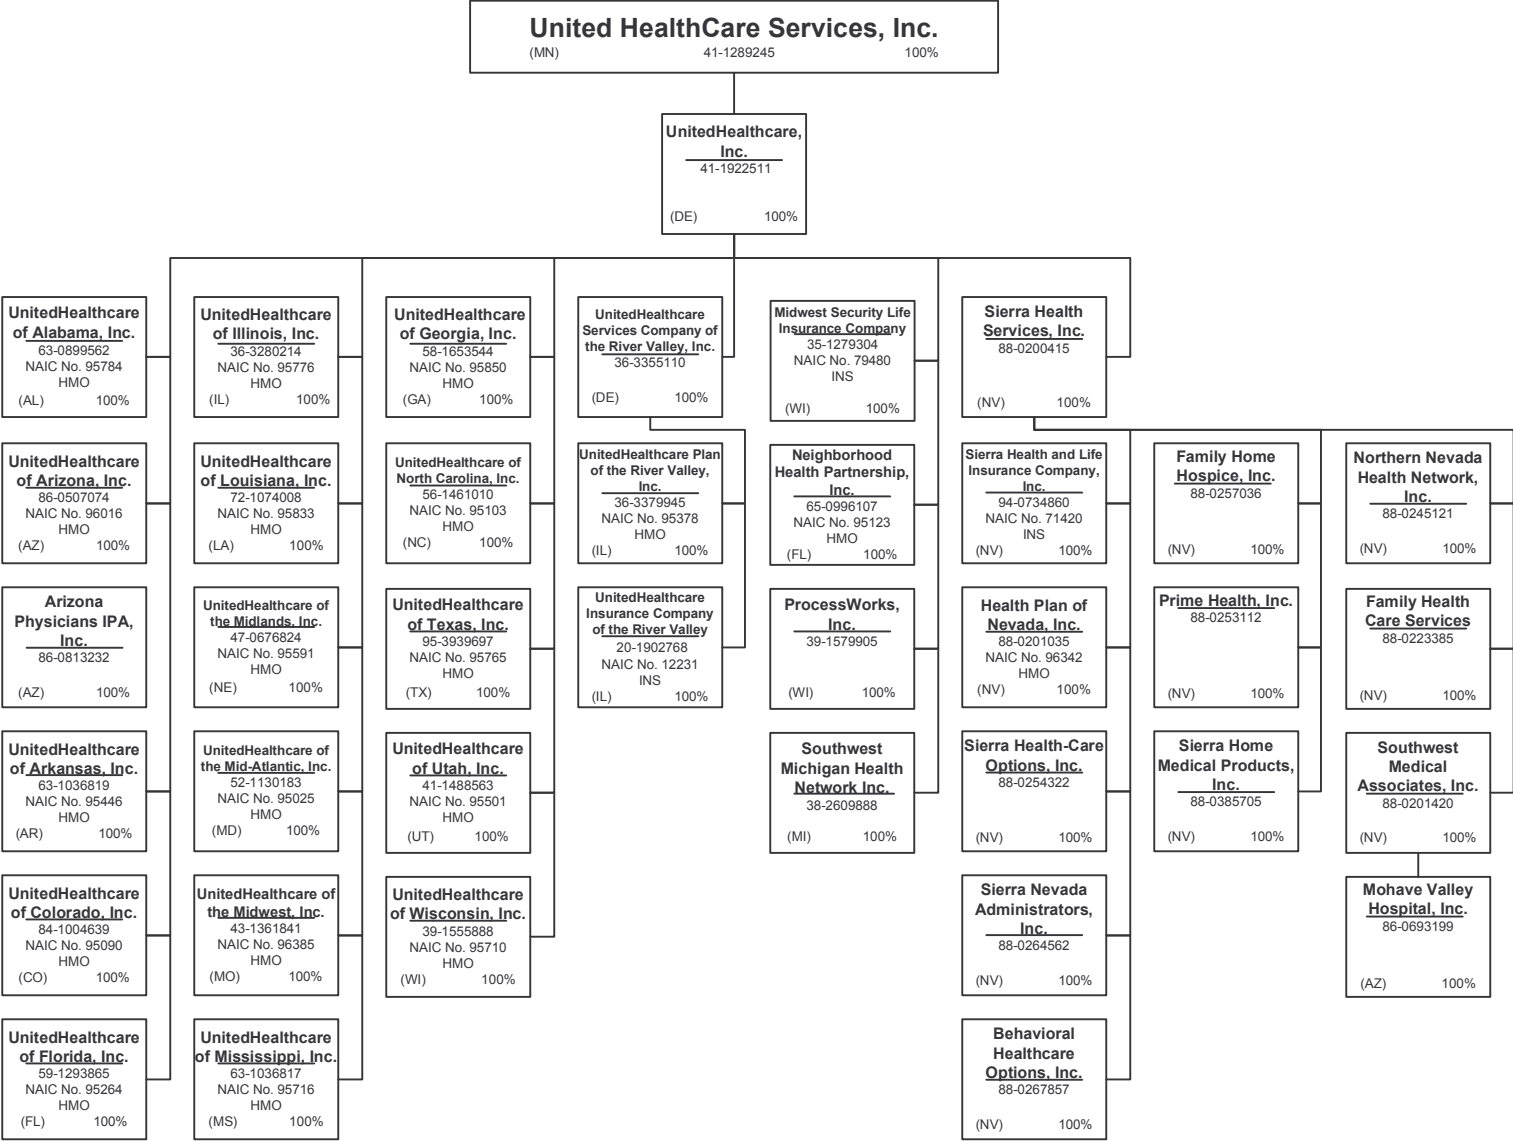 United HealthCare Services, Inc.
(MN) 41-1289245 100%
UnitedHealthcare,
Inc.
41-1922511
(DE) 100%
UnitedHealthcare
of Alabama, Inc.
63-0899562
NAIC No. 95784
HMO
(AL) 100%
UnitedHealthcare
of Arizona, Inc.
86-0507074
NAIC No. 96016
HMO
(AZ) 100%
Arizona
Physicians IPA,
Inc.
86-0813232
(AZ) 100%
UnitedHealthcare
of Arkansas, Inc.
63-1036819
NAIC No. 95446
HMO
(AR) 100%
UnitedHealthcare
of Colorado, Inc.
84-1004639
NAIC No. 95090
HMO
(CO) 100%
UnitedHealthcare
of Florida, Inc.
59-1293865
NAIC No. 95264
HMO
(FL) 100%
UnitedHealthcare
of Illinois, Inc.
36-3280214
NAIC No. 95776
HMO
(IL) 100%
UnitedHealthcare
of Louisiana, Inc.
72-1074008
NAIC No. 95833
HMO
(LA) 100%
UnitedHealthcare of
the Midlands, Inc.
47-0676824
NAIC No. 95591
HMO
(NE) 100%
UnitedHealthcare of
the Mid-Atlantic, Inc.
52-1130183
NAIC No. 95025
HMO
(MD) 100%
UnitedHealthcare of
the Midwest, Inc.
43-1361841
NAIC No. 96385
HMO
(MO) 100%
UnitedHealthcare
of Mississippi, Inc.
63-1036817
NAIC No. 95716
HMO
(MS) 100%
UnitedHealthcare
of Georgia, Inc.
58-1653544
NAIC No. 95850
HMO
(GA) 100%
UnitedHealthcare of
North Carolina, Inc.
56-1461010
NAIC No. 95103
HMO
(NC) 100%
UnitedHealthcare
of Texas, Inc.
95-3939697
NAIC No. 95765
HMO
(TX) 100%
UnitedHealthcare
of Utah, Inc.
41-1488563
NAIC No. 95501
HMO
(UT) 100%
UnitedHealthcare
of Wisconsin, Inc.
39-1555888
NAIC No. 95710
HMO
(WI) 100%
UnitedHealthcare
Services Company of
the River Valley, Inc.
36-3355110
(DE) 100%
UnitedHealthcare Plan
of the River Valley,
Inc.
36-3379945
NAIC No. 95378
HMO
(IL) 100%
UnitedHealthcare
Insurance Company
of the River Valley
20-1902768
NAIC No. 12231
INS
(IL) 100%
Midwest Security Life
Insurance Company
35-1279304
NAIC No. 79480
INS
(WI) 100%
Neighborhood
Health Partnership,
Inc.
65-0996107
NAIC No. 95123
HMO
(FL) 100%
ProcessWorks,
Inc.
39-1579905
(WI) 100%
Southwest
Michigan Health
Network Inc.
38-2609888
(MI) 100%
Sierra Health
Services, Inc.
88-0200415
(NV) 100%
Sierra Health and Life
Insurance Company,
Inc.
94-0734860
NAIC No. 71420
INS
(NV) 100%
Health Plan of
Nevada, Inc.
88-0201035
NAIC No. 96342
HMO
(NV) 100%
Sierra Health-Care
Options, Inc.
88-0254322
(NV) 100%
Sierra Nevada
Administrators,
Inc.
88-0264562
(NV) 100%
Behavioral
Healthcare
Options, Inc.
88-0267857
(NV) 100%
Family Home
Hospice, Inc.
88-0257036
(NV) 100%
Prime Health, Inc.
88-0253112
(NV) 100%
Sierra Home
Medical Products,
Inc.
88-0385705
(NV) 100%
Northern Nevada
Health Network,
Inc.
88-0245121
(NV) 100%
Family Health
Care Services
88-0223385
(NV) 100%
Southwest
Medical
Associates, Inc.
88-0201420
(NV) 100%
Mohave Valley
Hospital, Inc.
86-0693199
(AZ) 100%